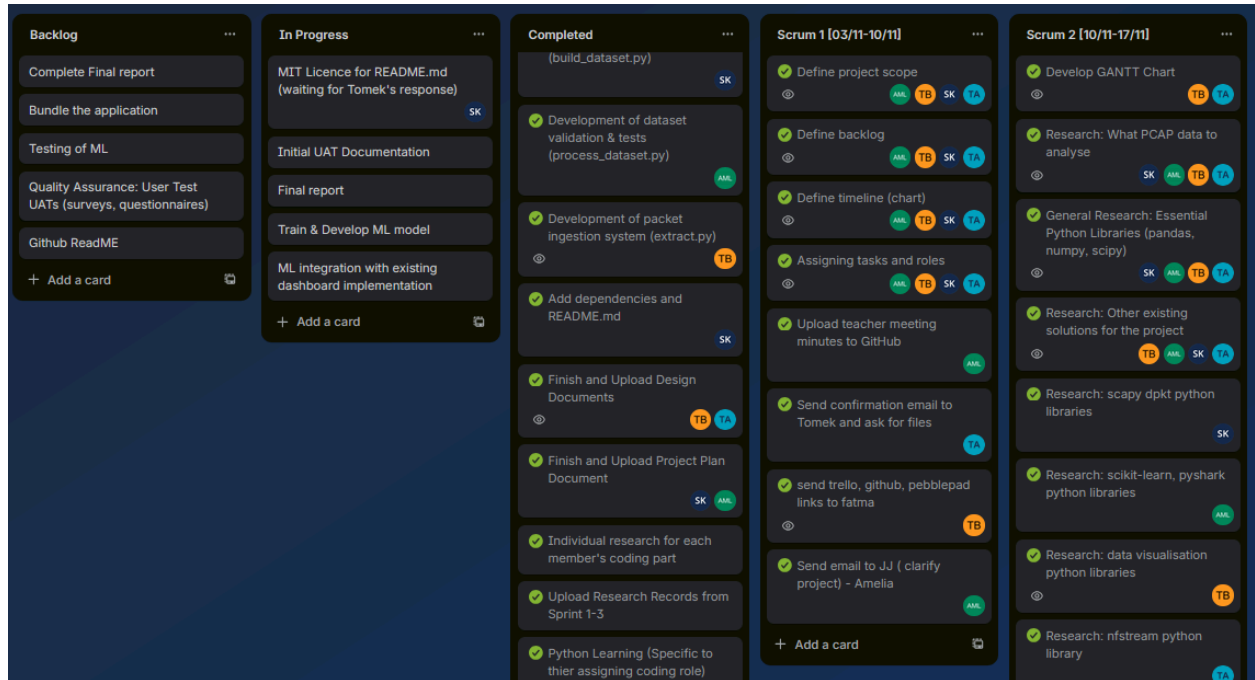 Backlog
Complete Final report
Bundle the application
Testing of ML
Quality Assurance: User Test
UATs (surveys, questionnaires)
Github ReadME
+ Add a card
In Progress
MIT Licence for README.md
(waiting for Tomek's response)
SK
Initial UAT Documentation
Final report
Train & Develop ML model
ML integration with existing
dashboard implementation
+ Add a card
Completed
(build_dataset.py)
SK
Development of dataset
validation & tests
(process_dataset.py)
AML
Development of packet
ingestion system (extract.py)
TB
Add dependencies and
README.md
SK
Finish and Upload Design
Documents
TB TA
Finish and Upload Project Plan
Document
SK AML
Individual research for each
member's coding part
Upload Research Records from
Sprint 1-3
Python Learning (Specific to
thier assigning coding role)
Scrum 1 [03/11-10/11]
Define project scope
AML TB SK TA
Define backlog
AML TB SK TA
Define timeline (chart)
AML TB SK TA
Assigning tasks and roles
AML TB SK TA
Upload teacher meeting
minutes to GitHub
AML
Send confirmation email to
Tomek and ask for files
TA
send trello, github, pebblepad
links to fatma
TB
Send email to JJ ( clarify
project) - Amelia
AML
+ Add a card
Scrum 2 [10/11-17/11]
Develop GANTT Chart
TB TA
Research: What PCAP data to
analyse
SK AML TB TA
General Research: Essential
Python Libraries (pandas,
numpy, scipy)
SK AML TB TA
Research: Other existing
solutions for the project
TB AML SK TA
Research: scapy dpkt python
libraries
SK
Research: scikit-learn, pyshark
python libraries
AML
Research: data visualisation
python libraries
TB
Research: nfstream python
library
TA